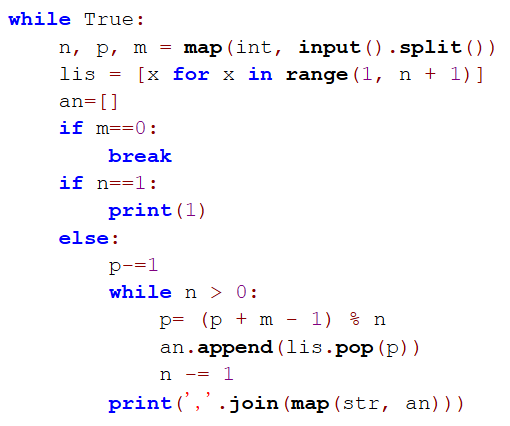 while True:
    n, p, m = map(int, input().split())
    lis = [x for x in range(1, n + 1)]
    an=[]
    if m==0:
        break
    if n==1:
        print(1)
    else:
        p-=1
        while n > 0:
            p= (p + m - 1) % n
            an.append(lis.pop(p))
            n -= 1
        print(','.join(map(str, an)))